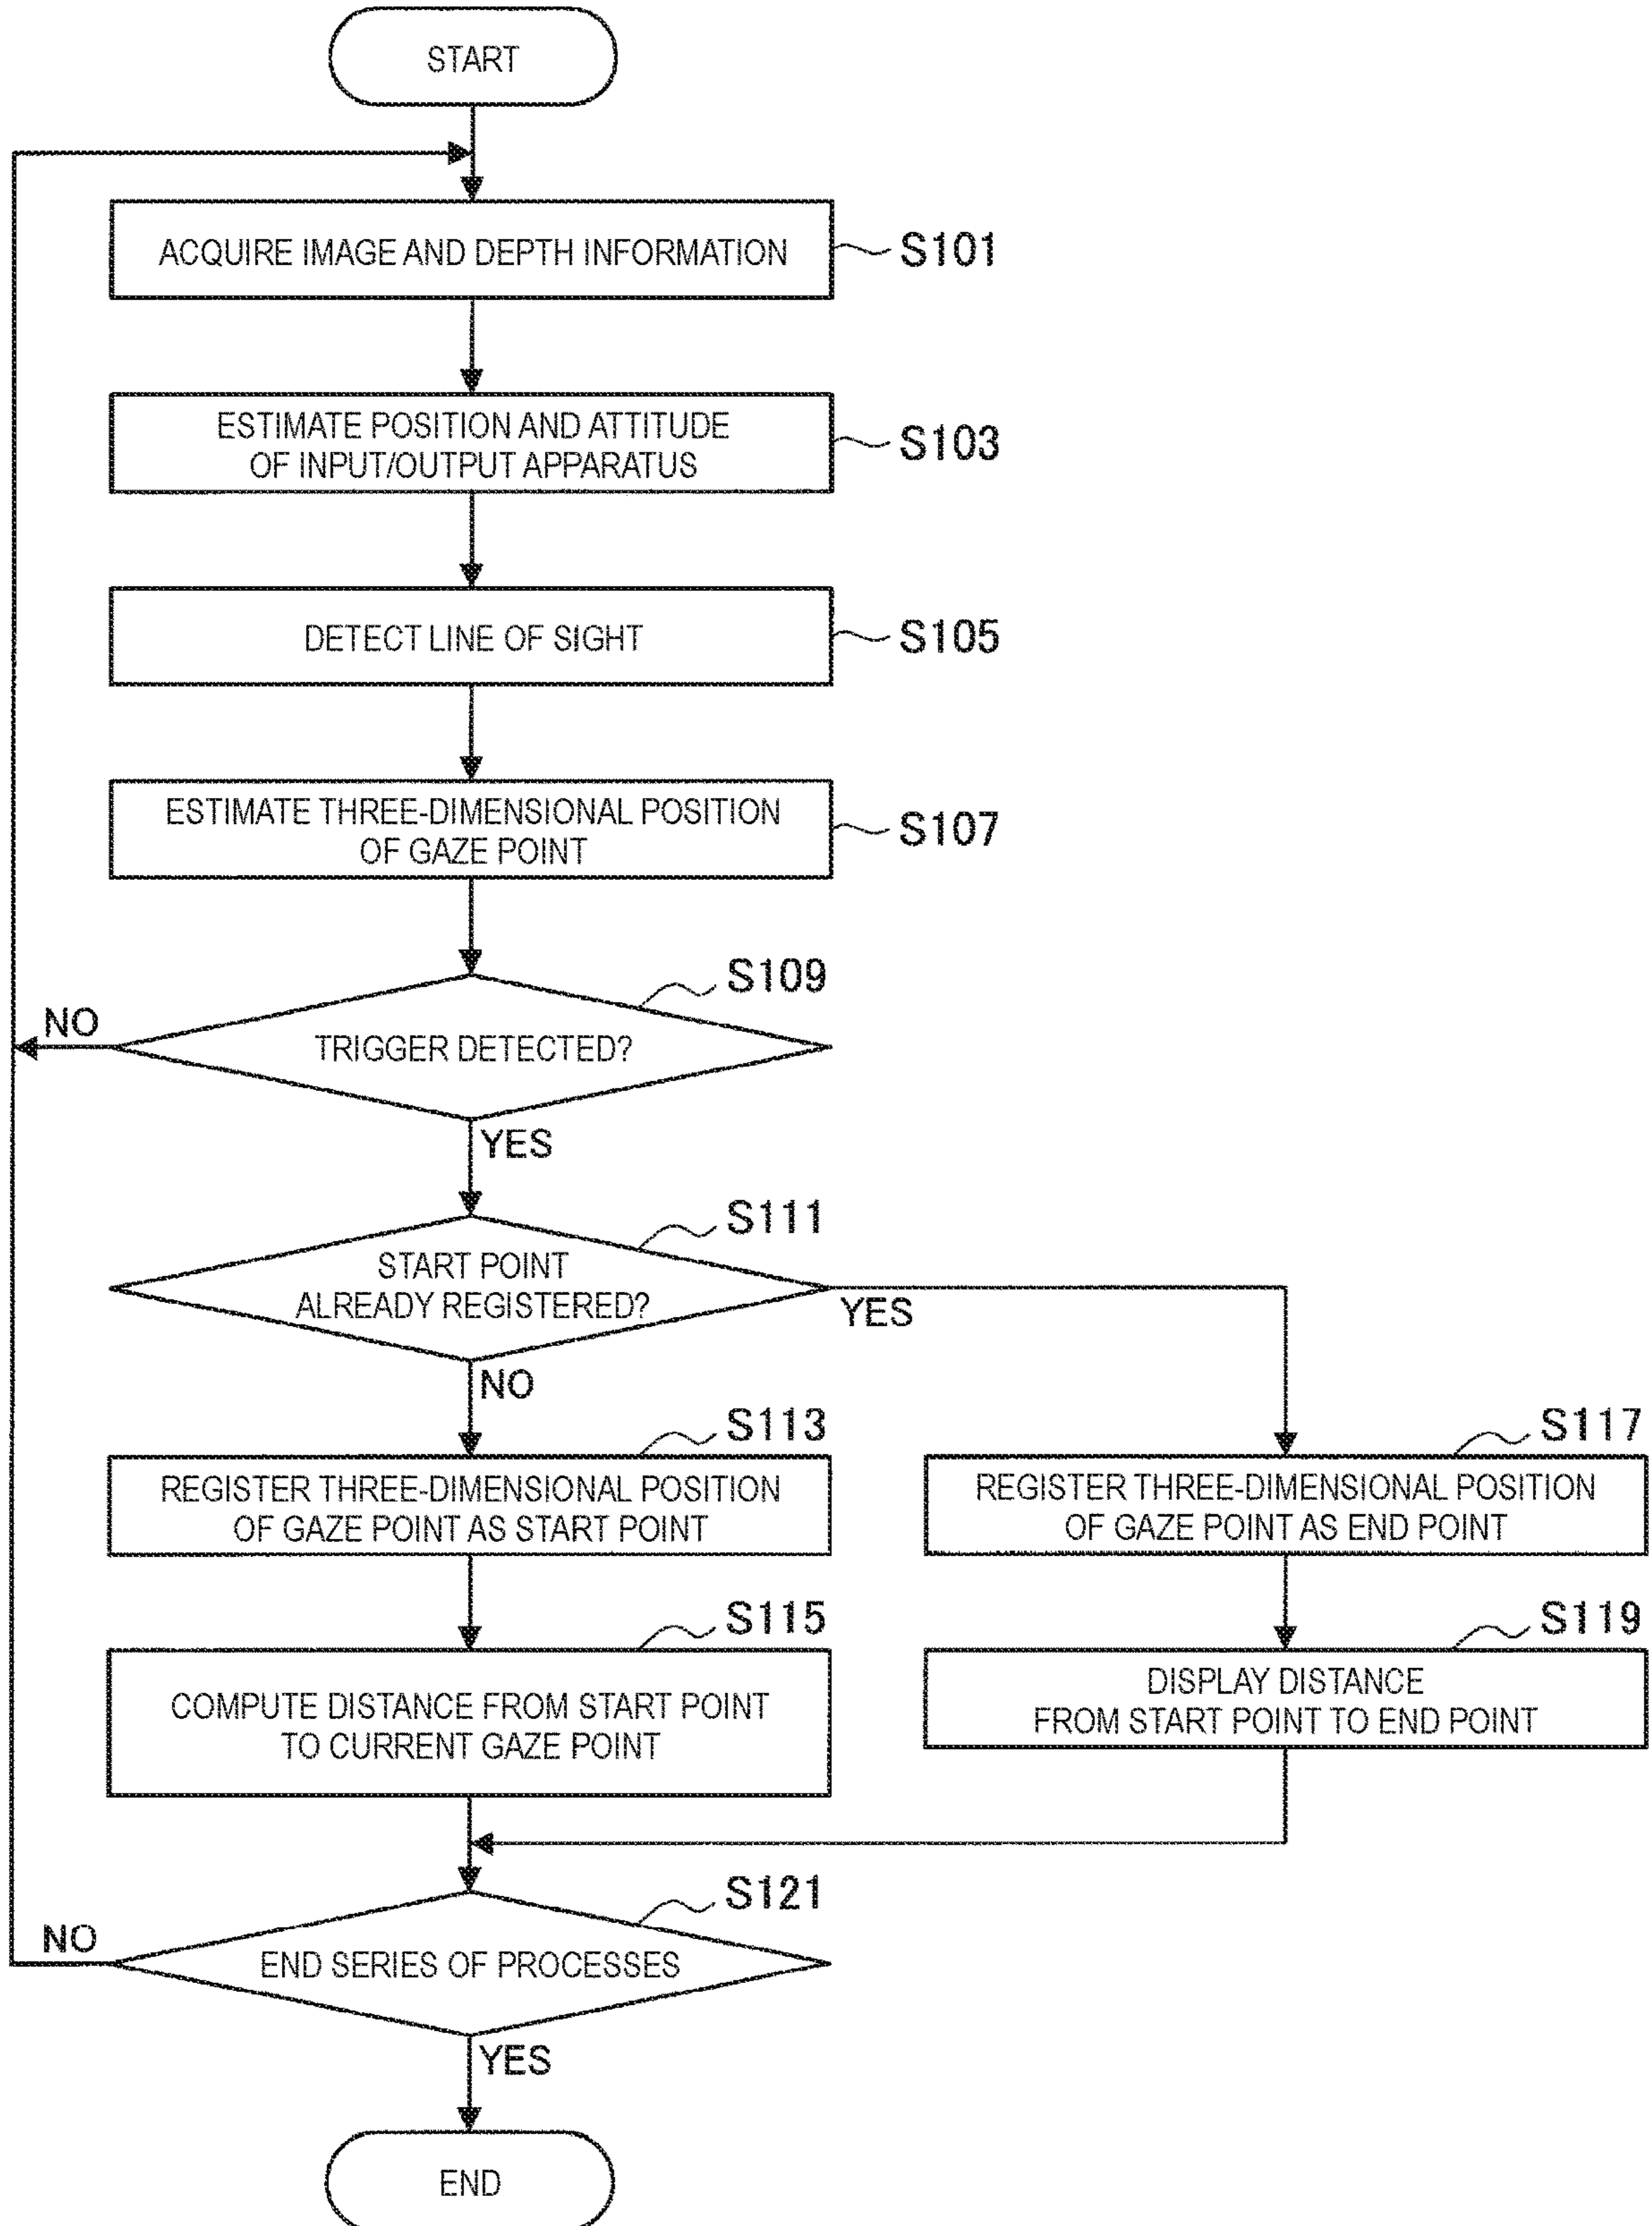 START
ACQUIRE IMAGE AND DEPTH INFORMATION
S101
ESTIMATE POSITION AND ATTITUDE
OF INPUT/OUTPUT APPARATUS
S103
DETECT LINE OF SIGHT
S105
ESTIMATE THREE-DIMENSIONAL POSITION
OF GAZE POINT
S107
S109
NO
TRIGGER DETECTED?
YES
S111
START POINT
ALREADY REGISTERED?
YES
NO
S113
REGISTER THREE-DIMENSIONAL POSITION
OF GAZE POINT AS START POINT
S117
REGISTER THREE-DIMENSIONAL POSITION
OF GAZE POINT AS END POINT
S115
COMPUTE DISTANCE FROM START POINT
TO CURRENT GAZE POINT
S119
DISPLAY DISTANCE
FROM START POINT TO END POINT
S121
NO
END SERIES OF PROCESSES
YES
END